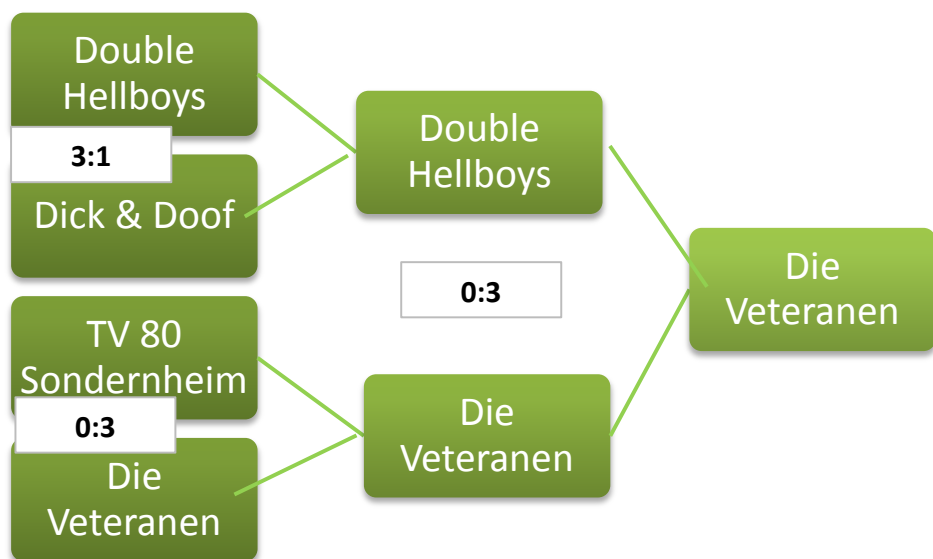 Double
Hellboys
3:1
Dick & Doof
TV 80
Sondernheim
0:3
Die
Veteranen
Double
Hellboys
0:3
Die
Veteranen
Die
Veteranen